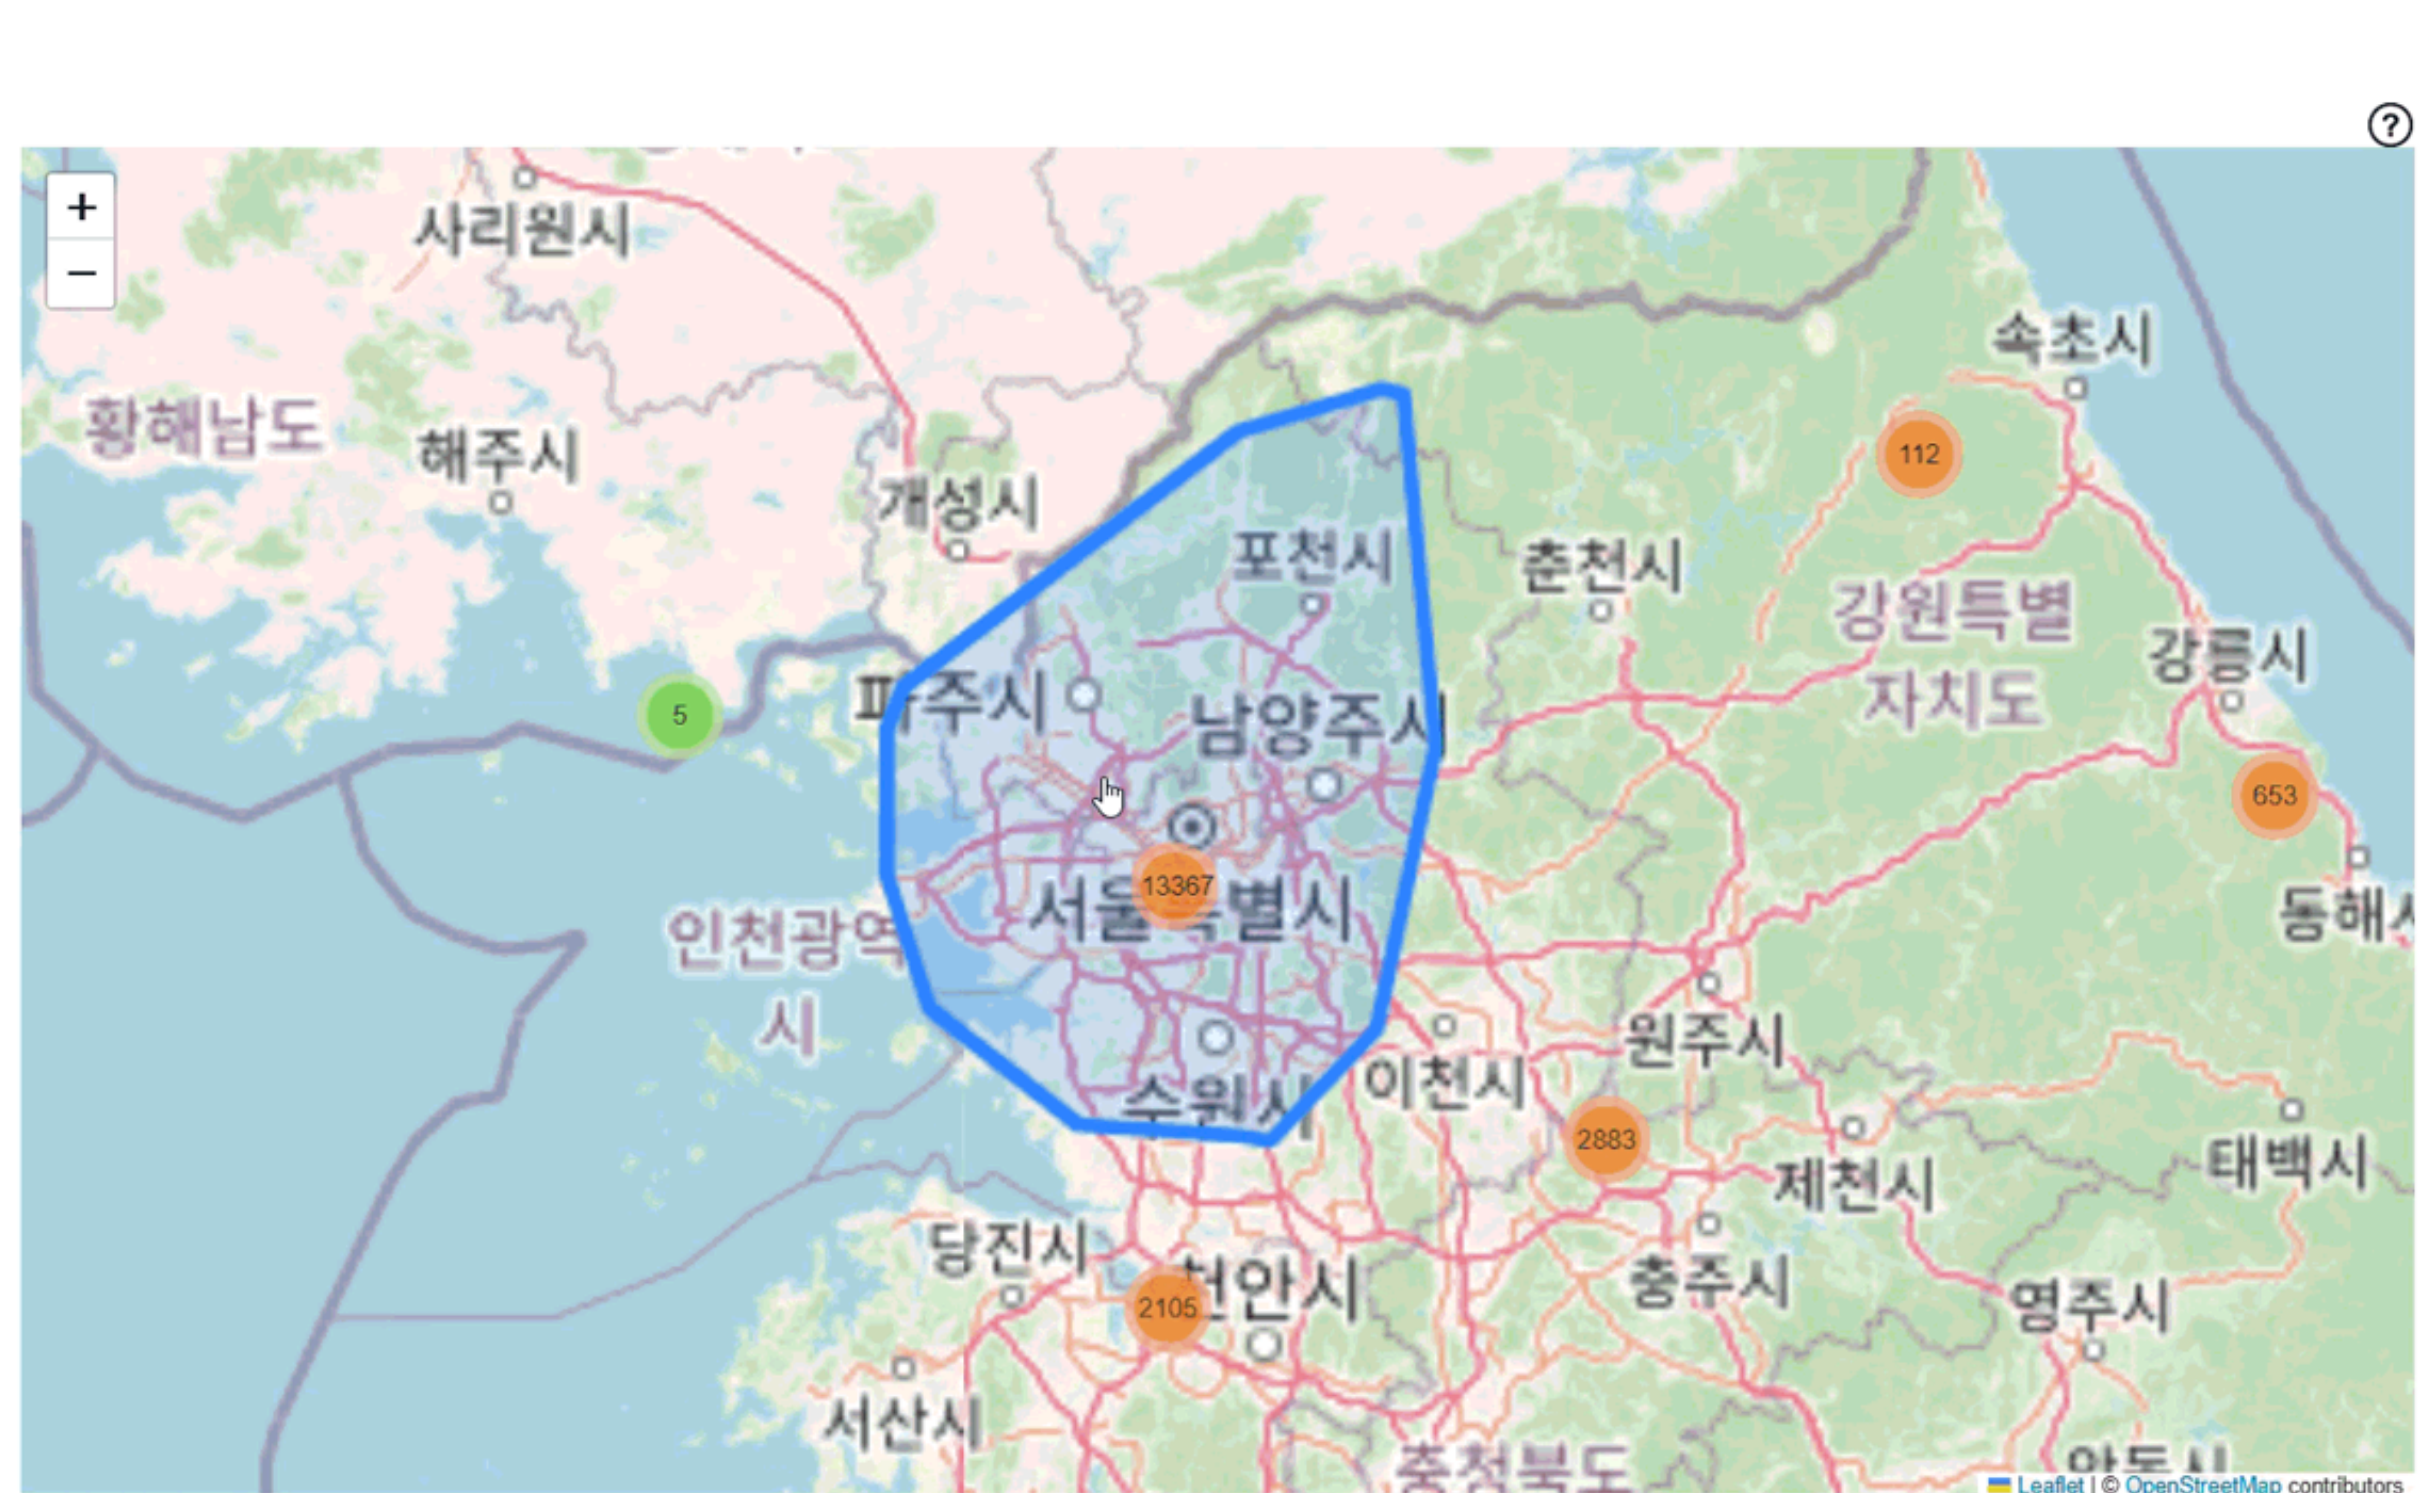 ?
+
−
사리원시
속초시
황해남도
해주시
112
개성시
포천시
춘천시
강원특별
자치도
강릉시
파주시
5
남양주시
653
13367
서울특별시
동해시
인천광역
시
원주시
수원시
이천시
2883
태백시
제천시
당진시
천안시
2105
충주시
영주시
서산시
충청북도
안동시
Leaflet | © OpenStreetMap contributors